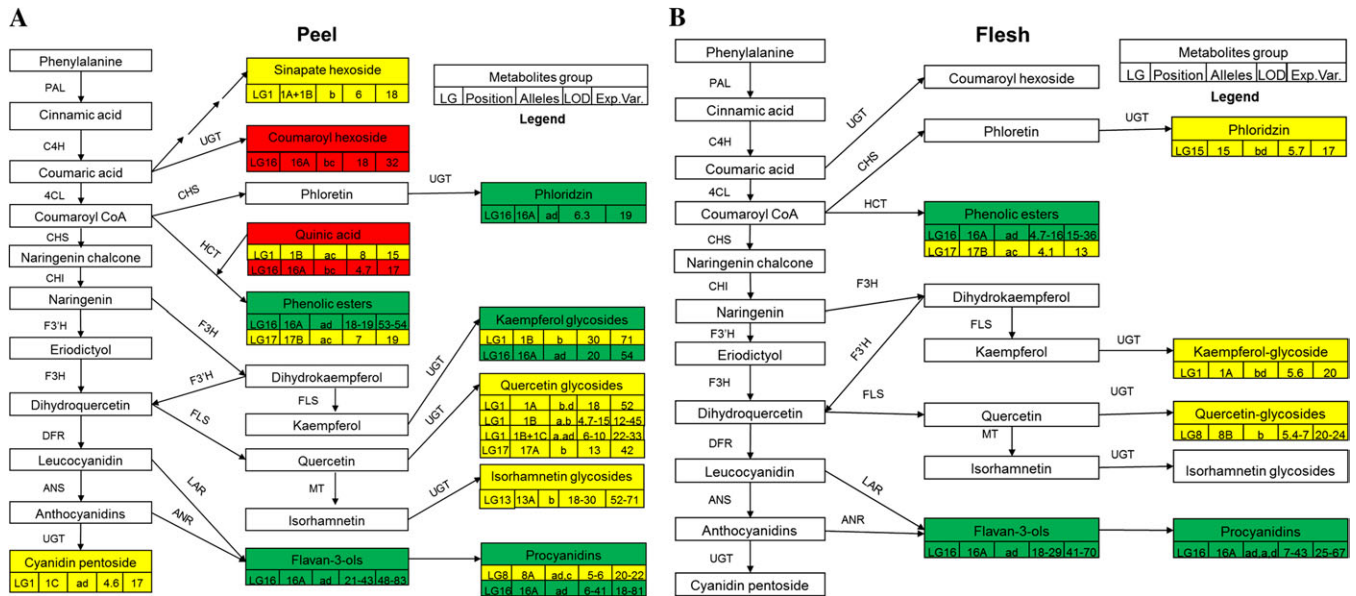 A
Peel
Phenylalanine
PAL
Cinnamic acid
C4H
Coumaric acid
4CL
Coumaroyl CoA
CHS
Naringenin chalcone
CHI
Naringenin
F3'H
Eriodictyol
F3H
Dihydroquercetin
DFR
Leucocyanidin
ANS
Anthocyanidins
UGT
Cyanidin pentoside
LG1 1C ad 4.6 17
Sinapate hexoside
LG1 1A+1B b 6 18
UGT
Coumaroyl hexoside
LG16 16A bc 18 32
CHS
Phloretin
UGT
Phloridzin
LG16 16A ad 6.3 19
HCT
Quinic acid
LG1 1B ac 8 15
LG16 16A bc 4.7 17
Phenolic esters
LG16 16A ad 18-19 53-54
LG17 17B ac 7 19
F3H
F3'H
Dihydrokaempferol
FLS
Kaempferol
UGT
Kaempferol glycosides
LG1 1B b 30 71
LG16 16A ad 20 54
FLS
Quercetin
UGT
Quercetin glycosides
LG1 1A b,d 18 52
LG1 1B a,b 4.7-15 12-45
LG1 1B+1C a,ad 6-10 22-33
LG17 17A b 13 42
MT
Isorhamnetin
UGT
Isorhamnetin glycosides
LG13 13A b 18-30 52-71
LAR
ANR
Flavan-3-ols
LG16 16A ad 21-43 48-83
Procyanidins
LG8 8A ad,c 5-6 20-22
LG16 16A ad 6-41 18-81
Metabolites group
LG Position Alleles LOD Exp.Var.
Legend
B
Flesh
Phenylalanine
PAL
Cinnamic acid
C4H
Coumaric acid
4CL
Coumaroyl CoA
CHS
Naringenin chalcone
CHI
Naringenin
F3'H
Eriodictyol
F3H
Dihydroquercetin
DFR
Leucocyanidin
ANS
Anthocyanidins
UGT
Cyanidin pentoside
UGT
Coumaroyl hexoside
CHS
Phloretin
UGT
Phloridzin
LG15 15 bd 5.7 17
HCT
Phenolic esters
LG16 16A ad 4.7-16 15-36
LG17 17B ac 4.1 13
F3H
Dihydrokaempferol
F3'H
FLS
Kaempferol
UGT
Kaempferol-glycoside
LG1 1A bd 5.6 20
FLS
Quercetin
UGT
Quercetin-glycosides
LG8 8B b 5.4-7 20-24
MT
Isorhamnetin
UGT
Isorhamnetin glycosides
LAR
ANR
Flavan-3-ols
LG16 16A ad 18-29 41-70
Procyanidins
LG16 16A ad,a,d 7-43 25-67
Metabolites group
LG Position Alleles LOD Exp.Var.
Legend